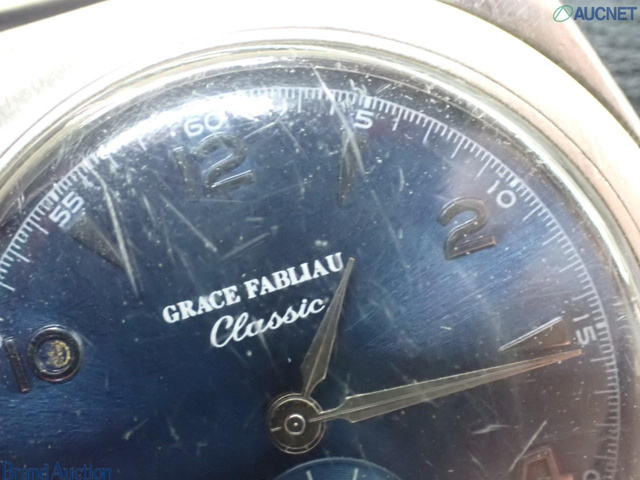 AUCNET
60
5
12
55
10
2
GRACE FABLIAU
Classic
15
10
Brand Auction